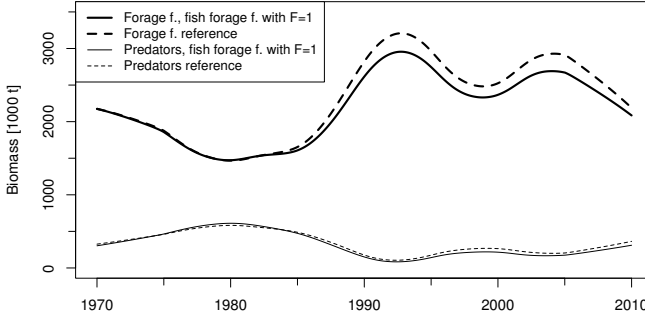 Forage f., fish forage f. with F=1
Forage f. reference
Predators, fish forage f. with F=1
Predators reference
Biomass [1000 t]
3000
2000
1000
0
1970
1980
1990
2000
2010